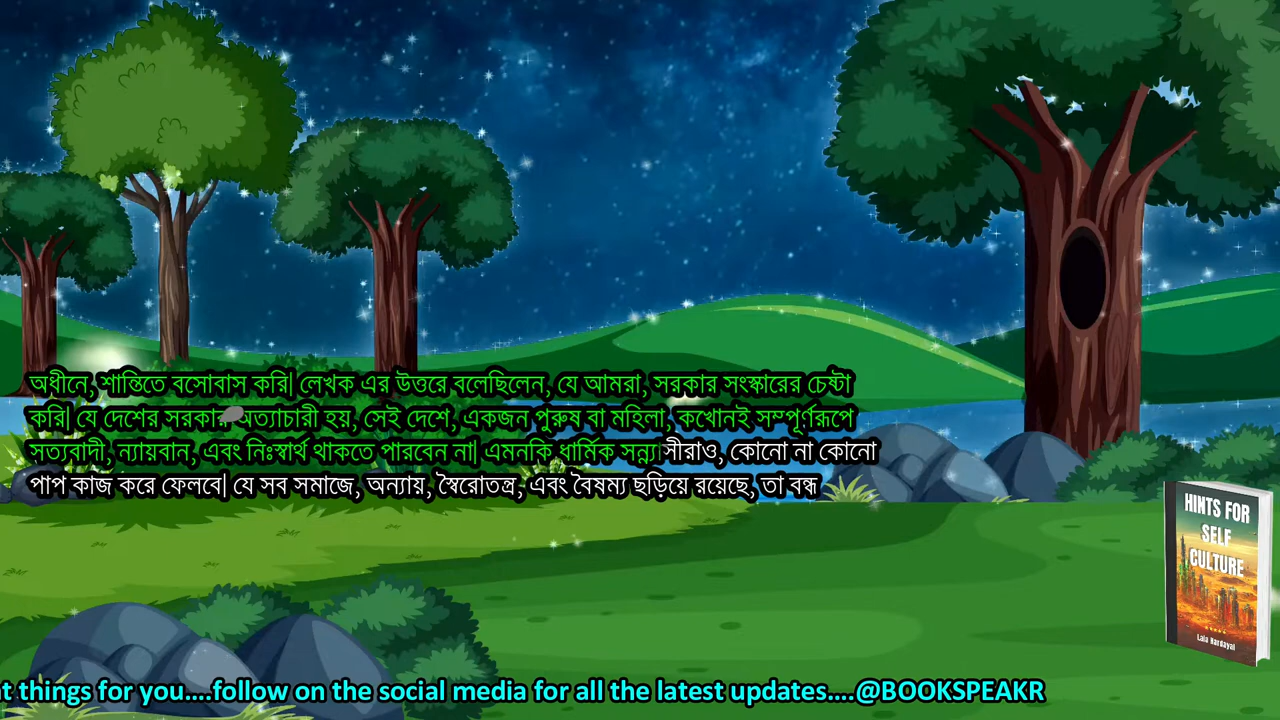 অধীনে, শান্তিতে বসোবাস করি| লেখক এর উত্তরে বলেছিলেন, যে আমরা, সরকার সংস্কারের চেষ্টা
করি| যে দেশের সরকার অত্যাচারী হয়, সেই দেশে, একজন পুরুষ বা মহিলা, কখোনই সম্পূর্ণরূপে
সত্যবাদী, ন্যায়বান, এবং নিঃস্বার্থ থাকতে পারবেন না| এমনকি ধার্মিক সন্ন্যাসীরাও, কোনো না কোনো
পাপ কাজ করে ফেলবে| যে সব সমাজে, অন্যায়, স্বৈরোতন্ত্র, এবং বৈষম্য ছড়িয়ে রয়েছে, তা বন্ধ
HINTS FOR
SELF
CULTURE
Lala Hardayal
t things for you....follow on the social media for all the latest updates....@BOOKSPEAKR